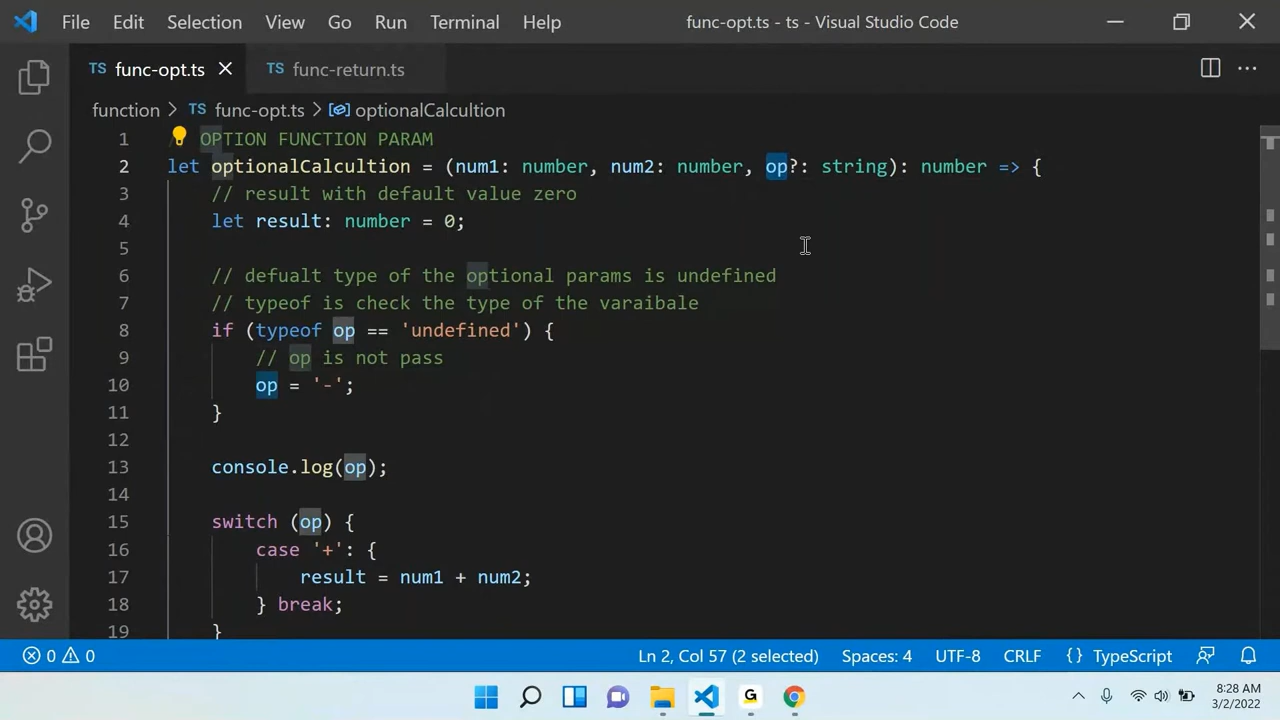 File Edit Selection View Go Run Terminal Help func-opt.ts - ts - Visual Studio Code
TS func-opt.ts TS func-return.ts
function > TS func-opt.ts > optionalCalcultion
1 OPTION FUNCTION PARAM
2 let optionalCalcultion = (num1: number, num2: number, op?: string): number => {
3 // result with default value zero
4 let result: number = 0;
5
6 // defualt type of the optional params is undefined
7 // typeof is check the type of the varaibale
8 if (typeof op == 'undefined') {
9 // op is not pass
10 op = '-';
11 }
12
13 console.log(op);
14
15 switch (op) {
16 case '+': {
17 result = num1 + num2;
18 } break;
19 }
0 0 Ln 2, Col 57 (2 selected) Spaces: 4 UTF-8 CRLF {} TypeScript
G 8:28 AM
3/2/2022